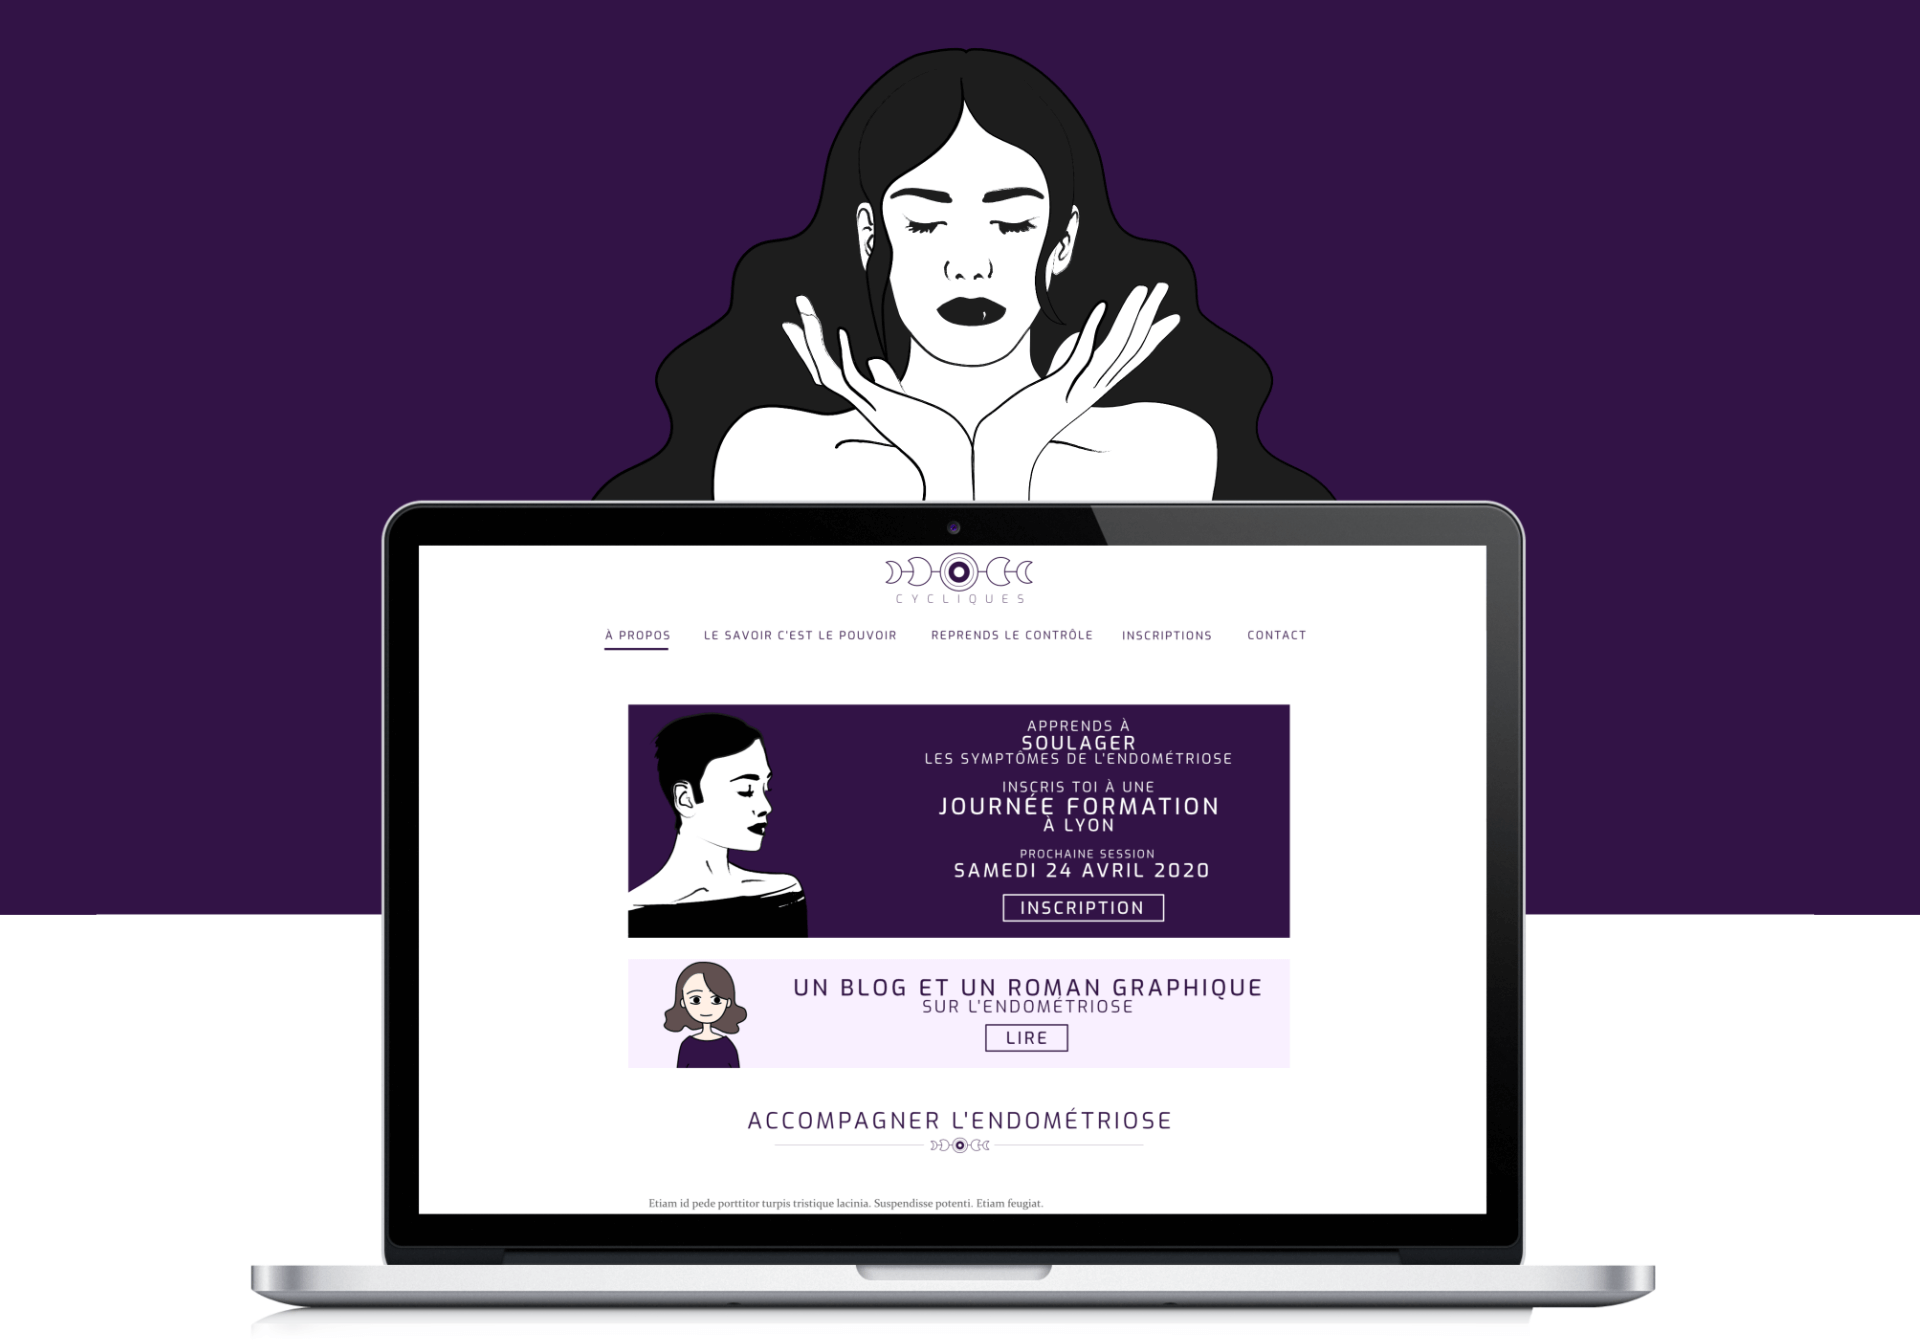 CYCLIQUES
À PROPOS
LE SAVOIR C'EST LE POUVOIR
REPRENDS LE CONTRÔLE
INSCRIPTIONS
CONTACT
APPRENDS À
SOULAGER
LES SYMPTÔMES DE L'ENDOMÉTRIOSE
INSCRIS TOI À UNE
JOURNÉE FORMATION
À LYON
PROCHAINE SESSION
SAMEDI 24 AVRIL 2020
INSCRIPTION
UN BLOG ET UN ROMAN GRAPHIQUE
SUR L'ENDOMÉTRIOSE
LIRE
ACCOMPAGNER L'ENDOMÉTRIOSE
Etiam id pede porttitor turpis tristique lacinia. Suspendisse potenti. Etiam feugiat.